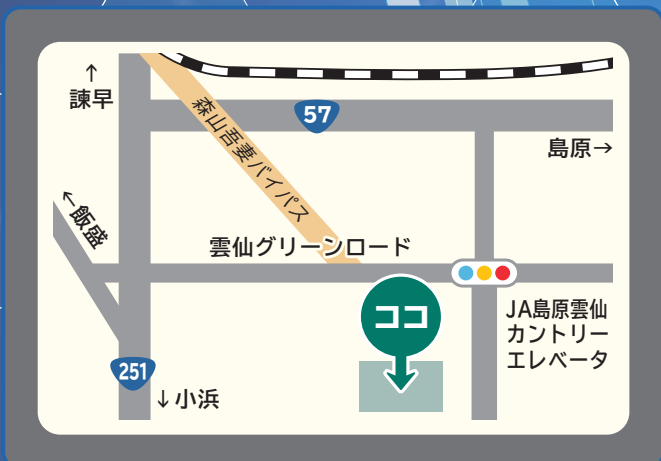 ↑
諫早
57
森山吾妻バイパス
島原→
←飯盛
雲仙グリーンロード
ココ
JA島原雲仙
カントリー
エレベータ
251
↓小浜